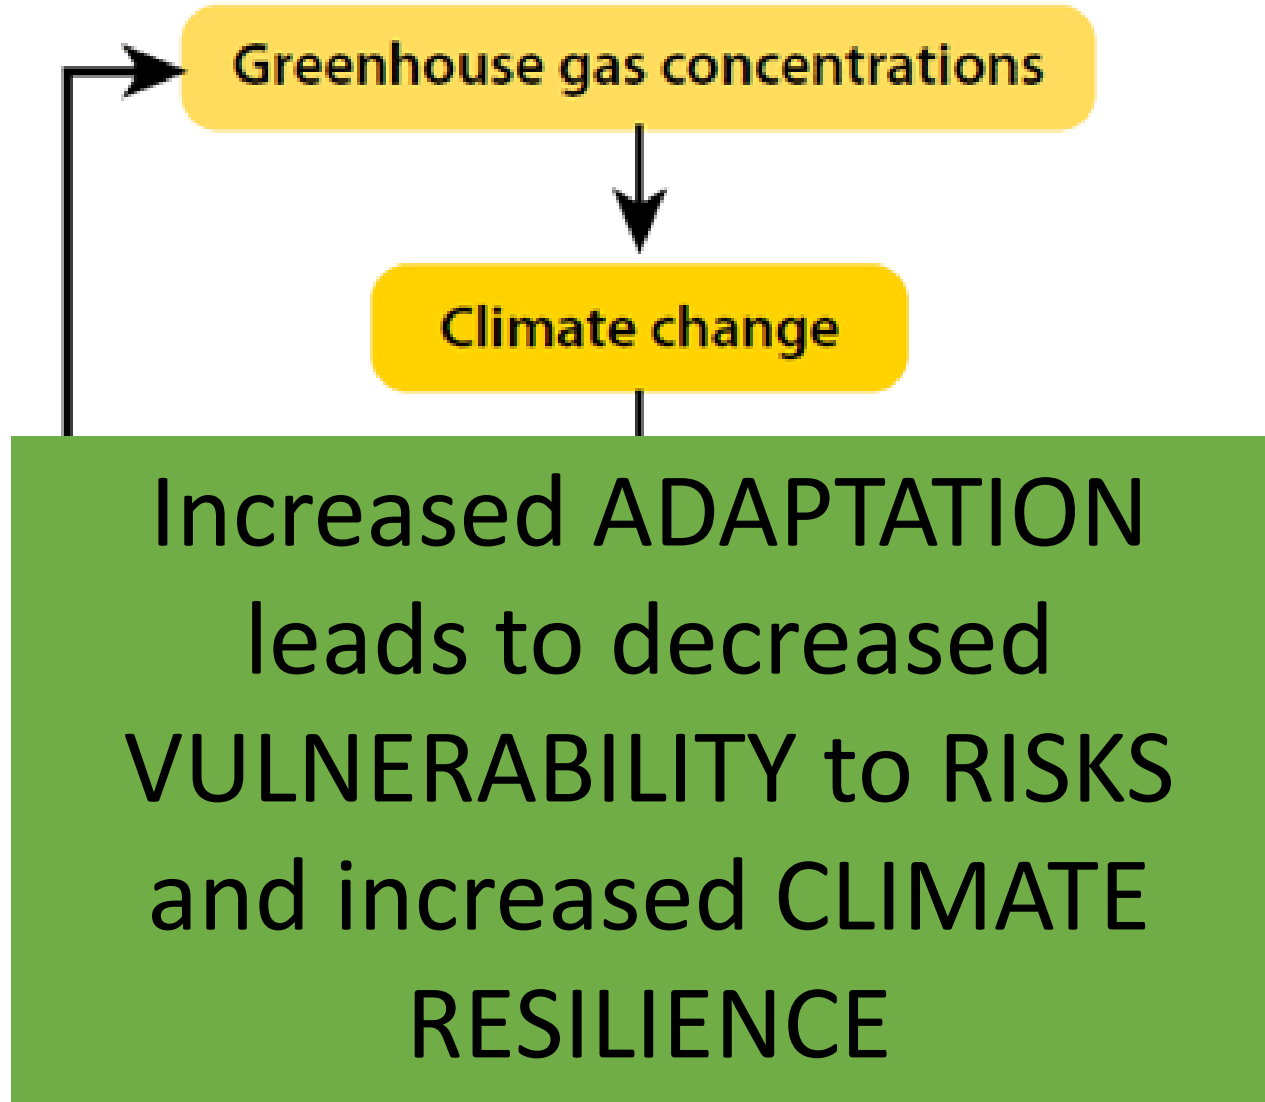 Greenhouse gas concentrations
Climate change
Increased ADAPTATION
leads to decreased
VULNERABILITY to RISKS
and increased CLIMATE
RESILIENCE